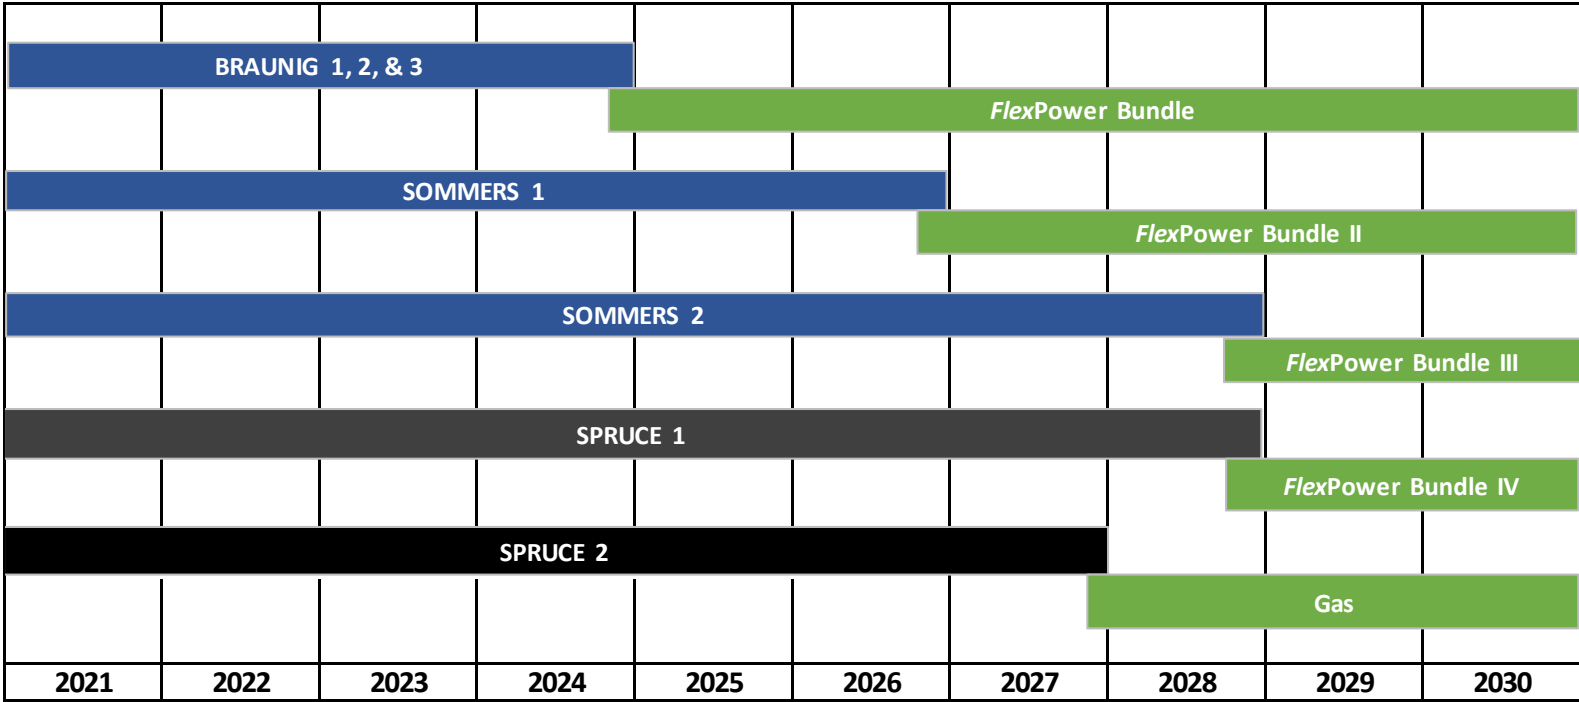 BRAUNIG 1, 2, & 3
FlexPower Bundle
SOMMERS 1
FlexPower Bundle II
SOMMERS 2
FlexPower Bundle III
SPRUCE 1
FlexPower Bundle IV
SPRUCE 2
Gas
2021 2022 2023 2024 2025 2026 2027 2028 2029 2030